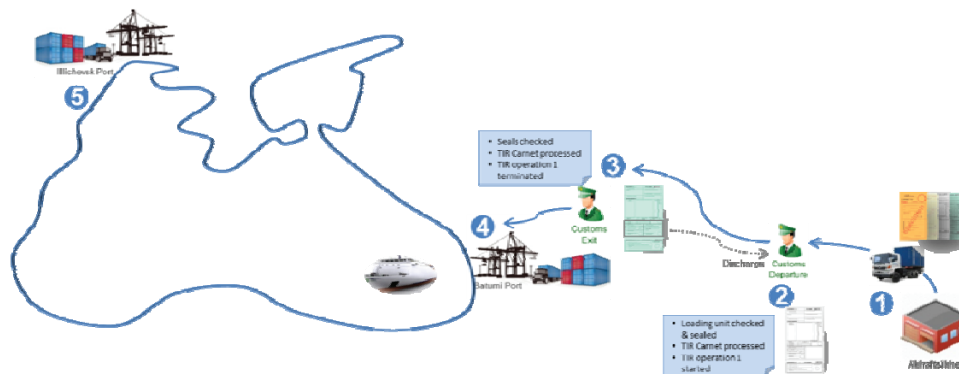 Illichevsk Port
5
• Seals checked
• TIR Carnet processed
• TIR operation 1
terminated
3
4
Customs
Exit
Batumi Port
Discharge
Customs
Departure
2
1
• Loading unit checked
& sealed
• TIR Carnet processed
• TIR operation 1
started